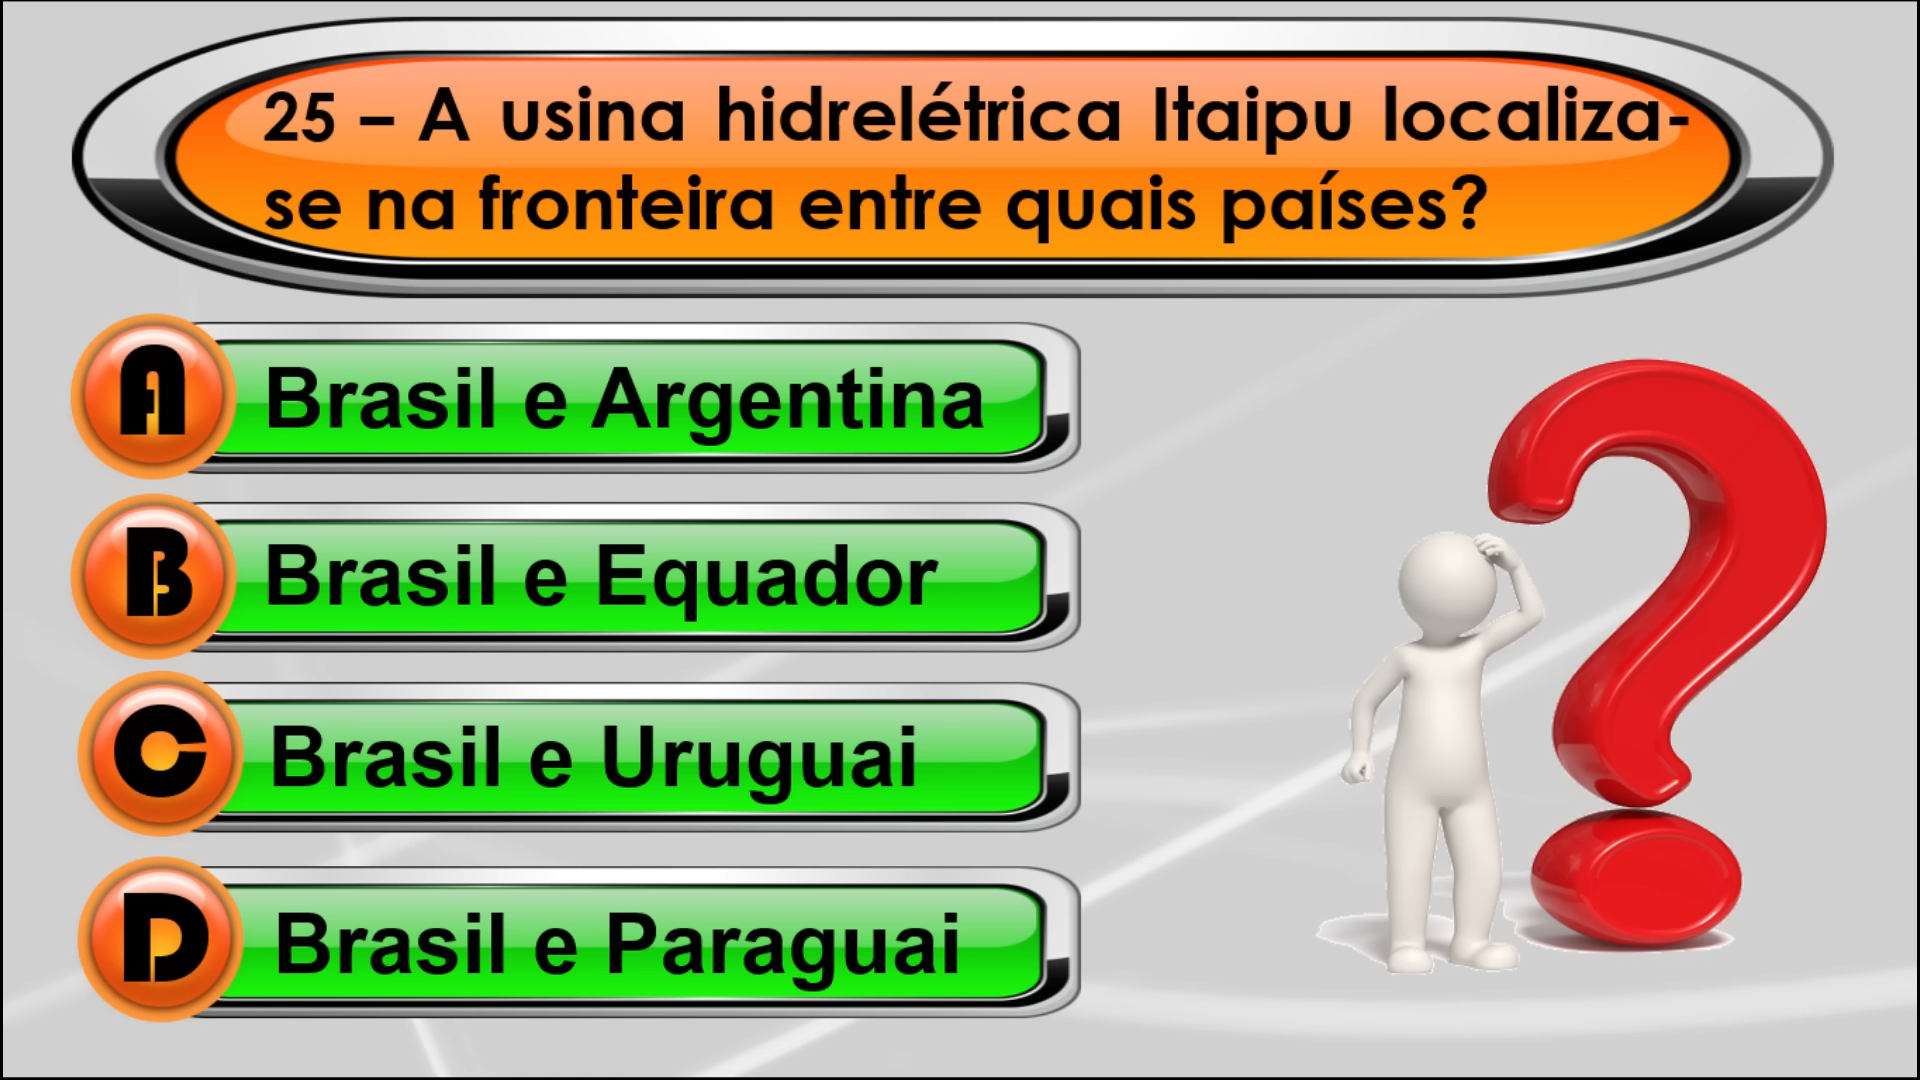 25 – A usina hidrelétrica Itaipu localiza-
se na fronteira entre quais países?
A Brasil e Argentina
B Brasil e Equador
C Brasil e Uruguai
D Brasil e Paraguai